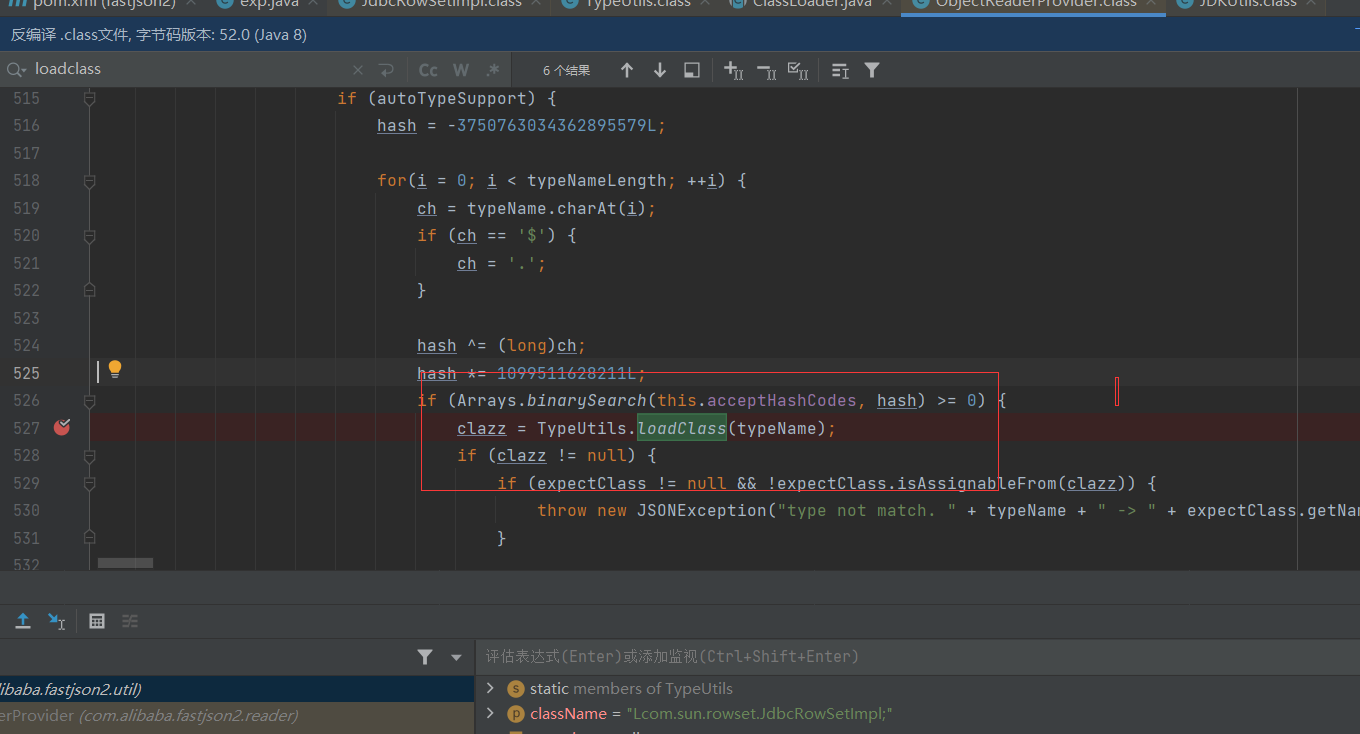 pom.xml (fastjson2) exp.java JdbcRowSetImpl.class TypeUtils.class ClassLoader.java ObjectReaderProvider.class JDKUtils.class
反编译 .class文件, 字节码版本: 52.0 (Java 8)
loadclass Cc W .* 6 个结果
515 if (autoTypeSupport) {
516 hash = -3750763034362895579L;
517
518 for(i = 0; i < typeNameLength; ++i) {
519 ch = typeName.charAt(i);
520 if (ch == '$') {
521 ch = '.';
522 }
523
524 hash ^= (long)ch;
525 hash *= 1099511628211L;
526 if (Arrays.binarySearch(this.acceptHashCodes, hash) >= 0) {
527 clazz = TypeUtils.loadClass(typeName);
528 if (clazz != null) {
529 if (expectClass != null && !expectClass.isAssignableFrom(clazz)) {
530 throw new JSONException("type not match. " + typeName + " -> " + expectClass.getNa
531 }
532
评估表达式(Enter)或添加监视(Ctrl+Shift+Enter)
libaba.fastjson2.util)
static members of TypeUtils
erProvider (com.alibaba.fastjson2.reader)
className = "Lcom.sun.rowset.JdbcRowSetImpl;"